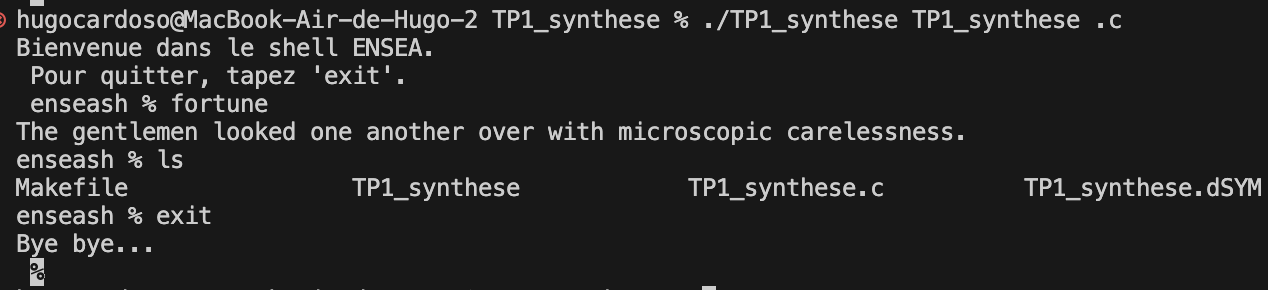 hugocardoso@MacBook-Air-de-Hugo-2 TP1_synthese % ./TP1_synthese TP1_synthese .c
Bienvenue dans le shell ENSEA.
 Pour quitter, tapez 'exit'.
 enseash % fortune
The gentlemen looked one another over with microscopic carelessness.
enseash % ls
Makefile TP1_synthese TP1_synthese.c TP1_synthese.dSYM
enseash % exit
Bye bye...
 %